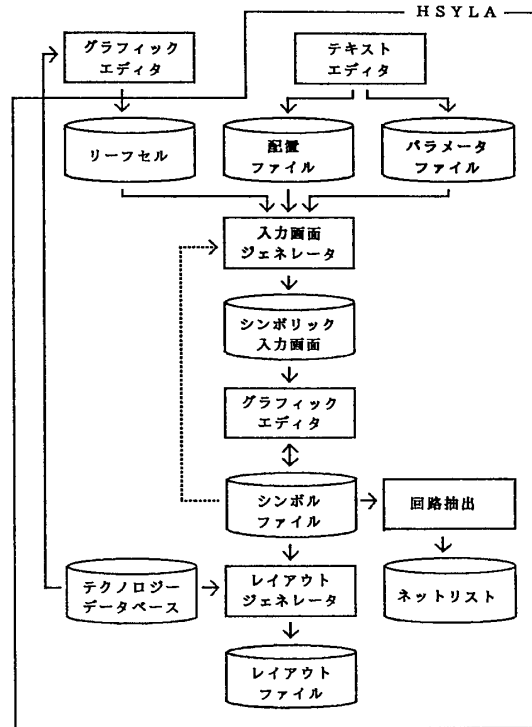 HSYLA
グラフィック
エディタ
テキスト
エディタ
リーフセル
配置
ファイル
パラメータ
ファイル
入力画面
ジェネレータ
シンボリック
入力画面
グラフィック
エディタ
シンボル
ファイル
回路抽出
テクノロジー
データベース
レイアウト
ジェネレータ
ネットリスト
レイアウト
ファイル